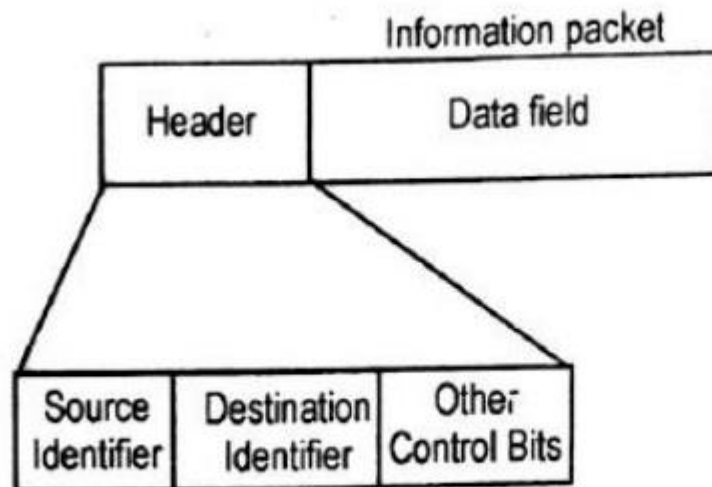 Information packet
Header
Data field
Source
Identifier
Destination
Identifier
Other
Control Bits